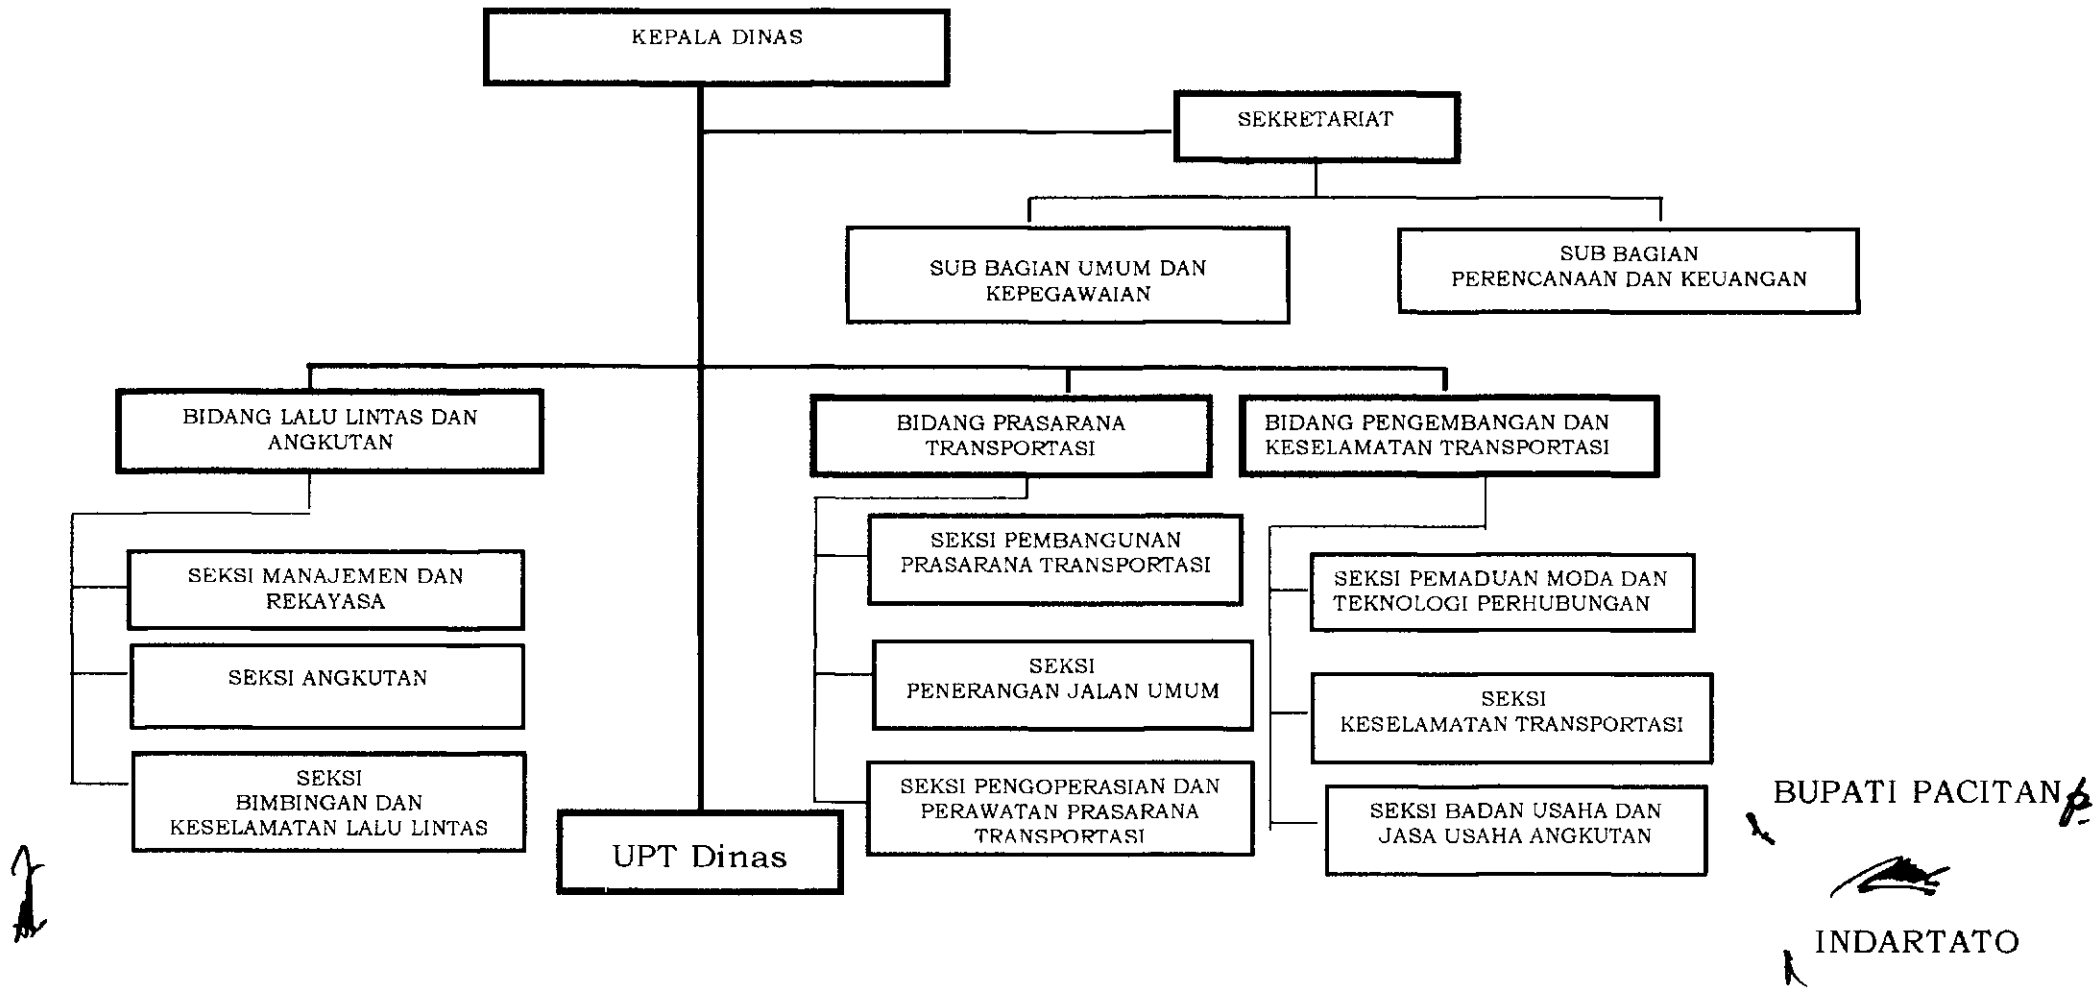 KEPALA DINAS
SEKRETARIAT
SUB BAGIAN UMUM DAN
KEPEGAWAIAN
SUB BAGIAN
PERENCANAAN DAN KEUANGAN
BIDANG LALU LINTAS DAN
ANGKUTAN
BIDANG PRASARANA
TRANSPORTASI
BIDANG PENGEMBANGAN DAN
KESELAMATAN TRANSPORTASI
SEKSI MANAJEMEN DAN
REKAYASA
SEKSI ANGKUTAN
SEKSI
BIMBINGAN DAN
KESELAMATAN LALU LINTAS
SEKSI PEMBANGUNAN
PRASARANA TRANSPORTASI
SEKSI
PENERANGAN JALAN UMUM
SEKSI PENGOPERASIAN DAN
PERAWATAN PRASARANA
TRANSPORTASI
SEKSI PEMADUAN MODA DAN
TEKNOLOGI PERHUBUNGAN
SEKSI
KESELAMATAN TRANSPORTASI
SEKSI BADAN USAHA DAN
JASA USAHA ANGKUTAN
UPT Dinas
BUPATI PACITAN
INDARTATO